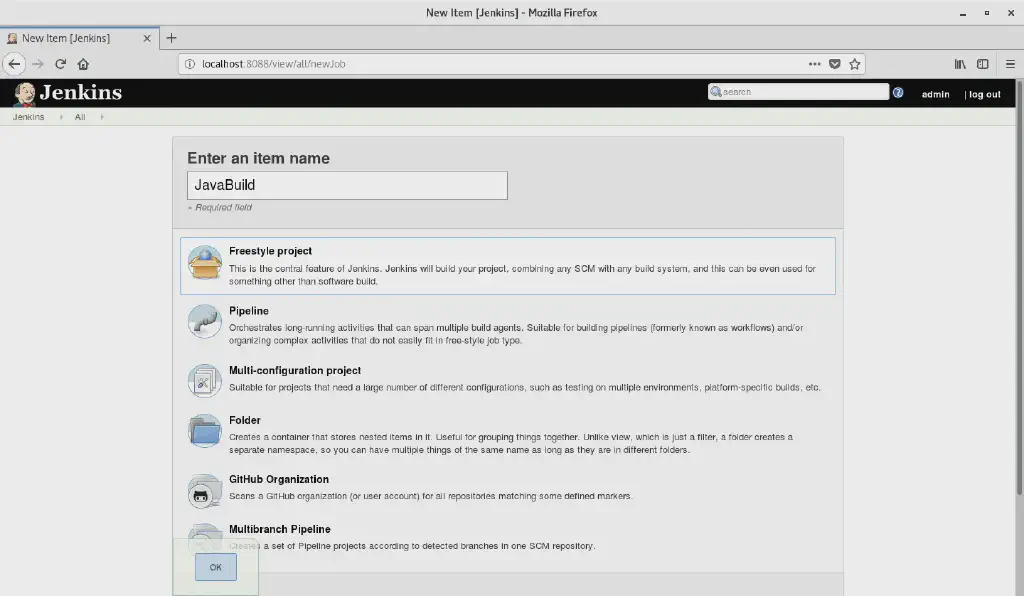 New Item [Jenkins] - Mozilla Firefox
New Item [Jenkins]
localhost:8088/view/all/newJob
Jenkins
search
admin
| log out
Jenkins
All
Enter an item name
JavaBuild
» Required field
Freestyle project
This is the central feature of Jenkins. Jenkins will build your project, combining any SCM with any build system, and this can be even used for
something other than software build.
Pipeline
Orchestrates long-running activities that can span multiple build agents. Suitable for building pipelines (formerly known as workflows) and/or
organizing complex activities that do not easily fit in free-style job type.
Multi-configuration project
Suitable for projects that need a large number of different configurations, such as testing on multiple environments, platform-specific builds, etc.
Folder
Creates a container that stores nested items in it. Useful for grouping things together. Unlike view, which is just a filter, a folder creates a
separate namespace, so you can have multiple things of the same name as long as they are in different folders.
GitHub Organization
Scans a GitHub organization (or user account) for all repositories matching some defined markers.
Multibranch Pipeline
Creates a set of Pipeline projects according to detected branches in one SCM repository.
OK